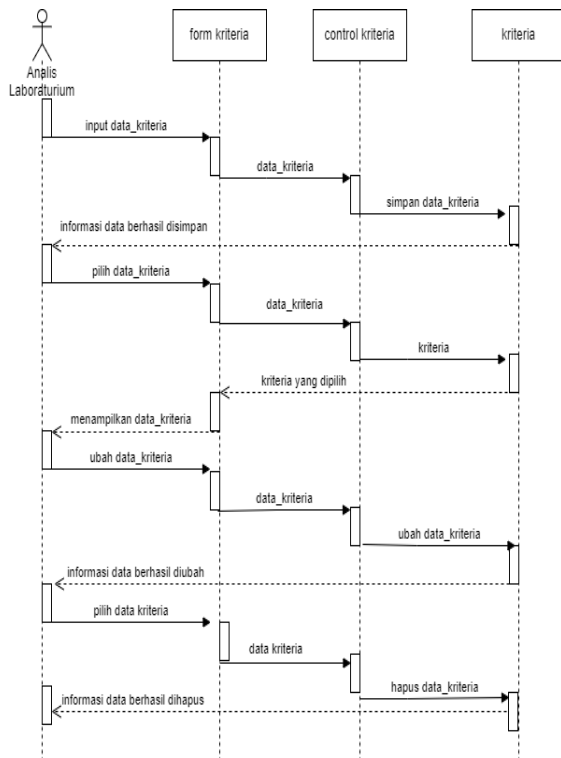 form kriteria
control kriteria
kriteria
Analis
Laboraturium
input data_kriteria
data_kriteria
simpan data_kriteria
informasi data berhasil disimpan
pilih data_kriteria
data_kriteria
kriteria
kriteria yang dipilih
menampilkan data_kriteria
ubah data_kriteria
data_kriteria
ubah data_kriteria
informasi data berhasil diubah
pilih data kriteria
data kriteria
hapus data_kriteria
informasi data berhasil dihapus